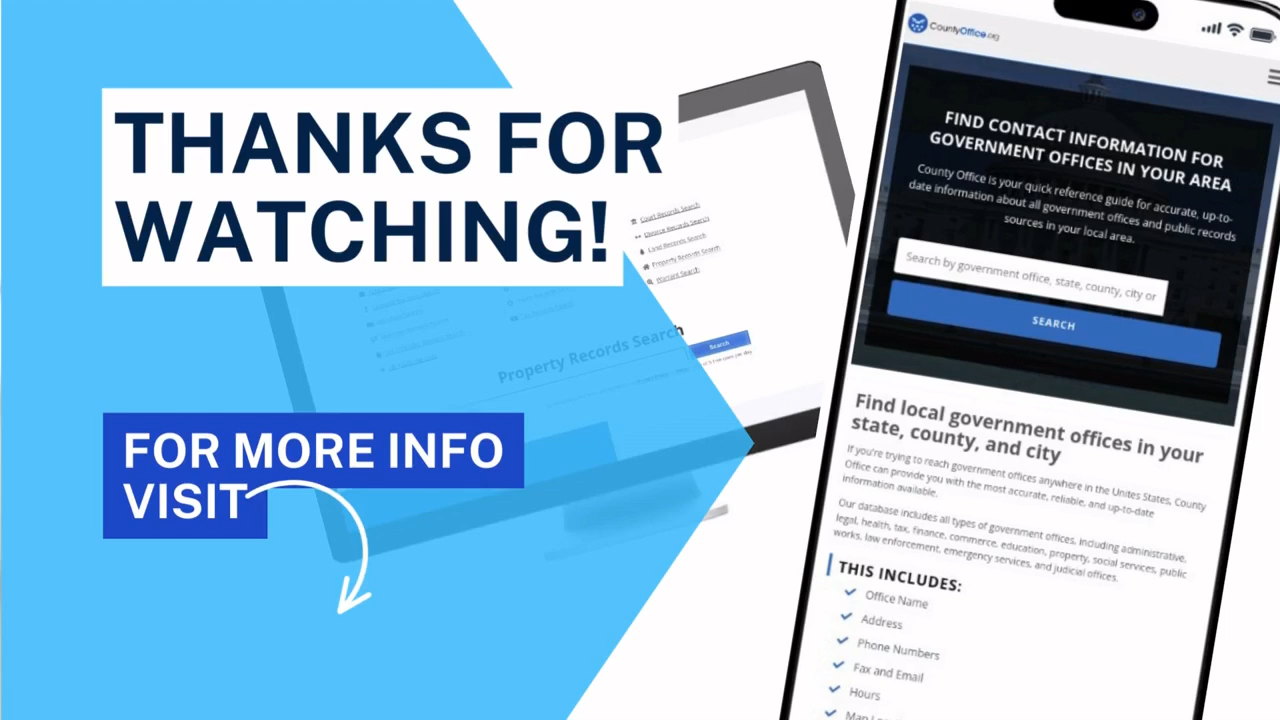 THANKS FOR
WATCHING!
FOR MORE INFO
VISIT
Court Records Search
Divorce Records Search
Land Records Search
Property Records Search
Warrant Search
Property Records Search
Search
CountyOffice.org
FIND CONTACT INFORMATION FOR
GOVERNMENT OFFICES IN YOUR AREA
County Office is your quick reference guide for accurate, up-to-
date information about all government offices and public records
sources in your local area.
Search by government office, state, county, city or
SEARCH
Find local government offices in your
state, county, and city
If you're trying to reach government offices anywhere in the Unites States, County
Office can provide you with the most accurate, reliable, and up-to-date
information available.
Our database includes all types of government offices, including administrative,
legal, health, tax, finance, commerce, education, property, social services, public
works, law enforcement, emergency services, and judicial offices.
THIS INCLUDES:
Office Name
Address
Phone Numbers
Fax and Email
Hours